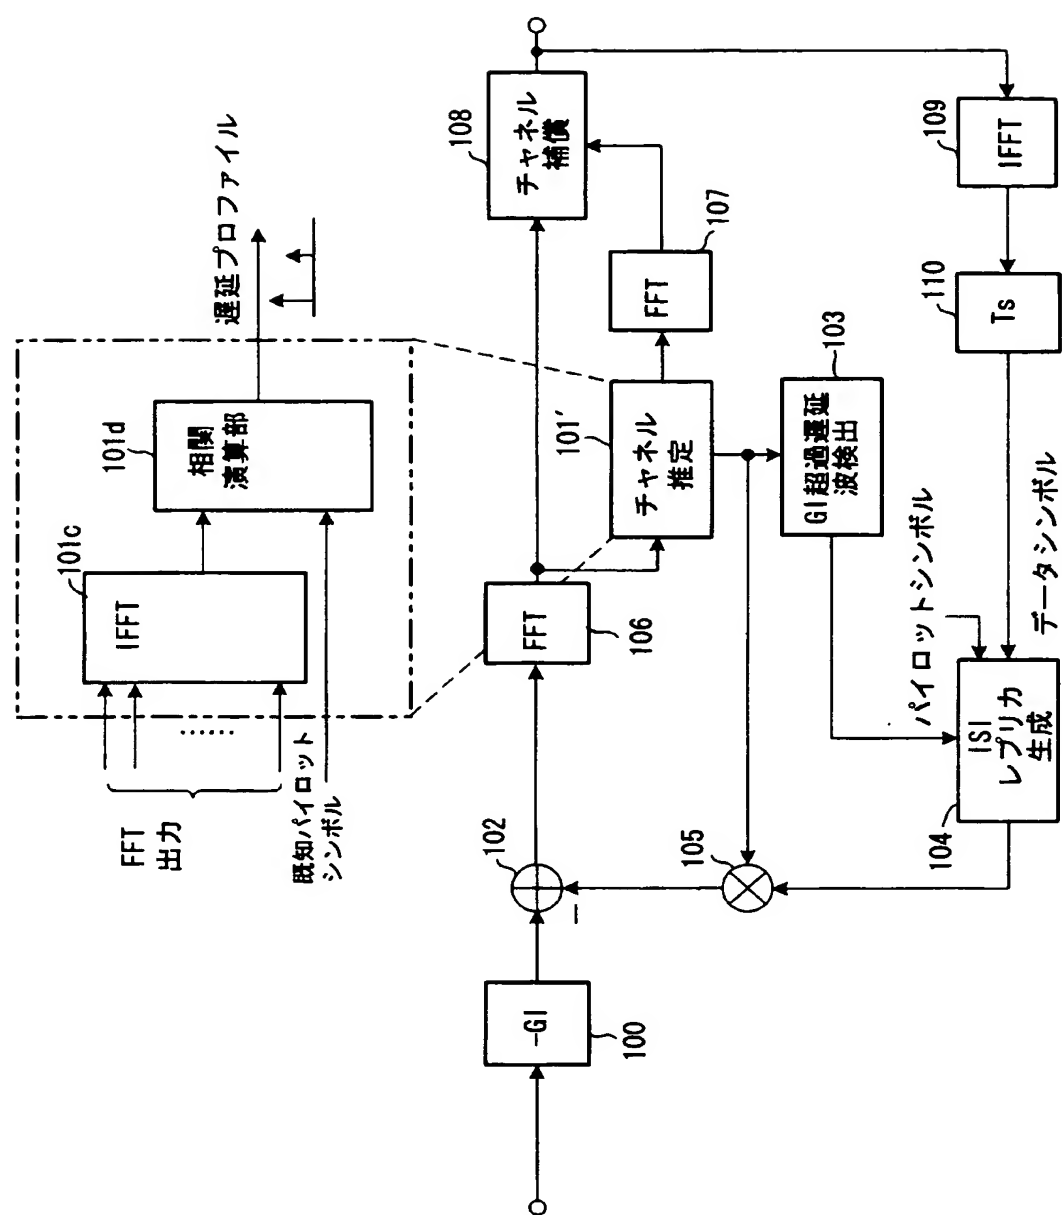 FFT
出力
既知パイロット
シンボル
......
101c
IFFT
101d
相関
演算部
遅延プロファイル
-GI
100
102
−
FFT
106
101'
チャネル
推定
FFT
107
108
チャネル
補償
105
103
GI超過遅延
波検出
104
ISI
レプリカ
生成
パイロットシンボル
データシンボル
Ts
110
IFFT
109